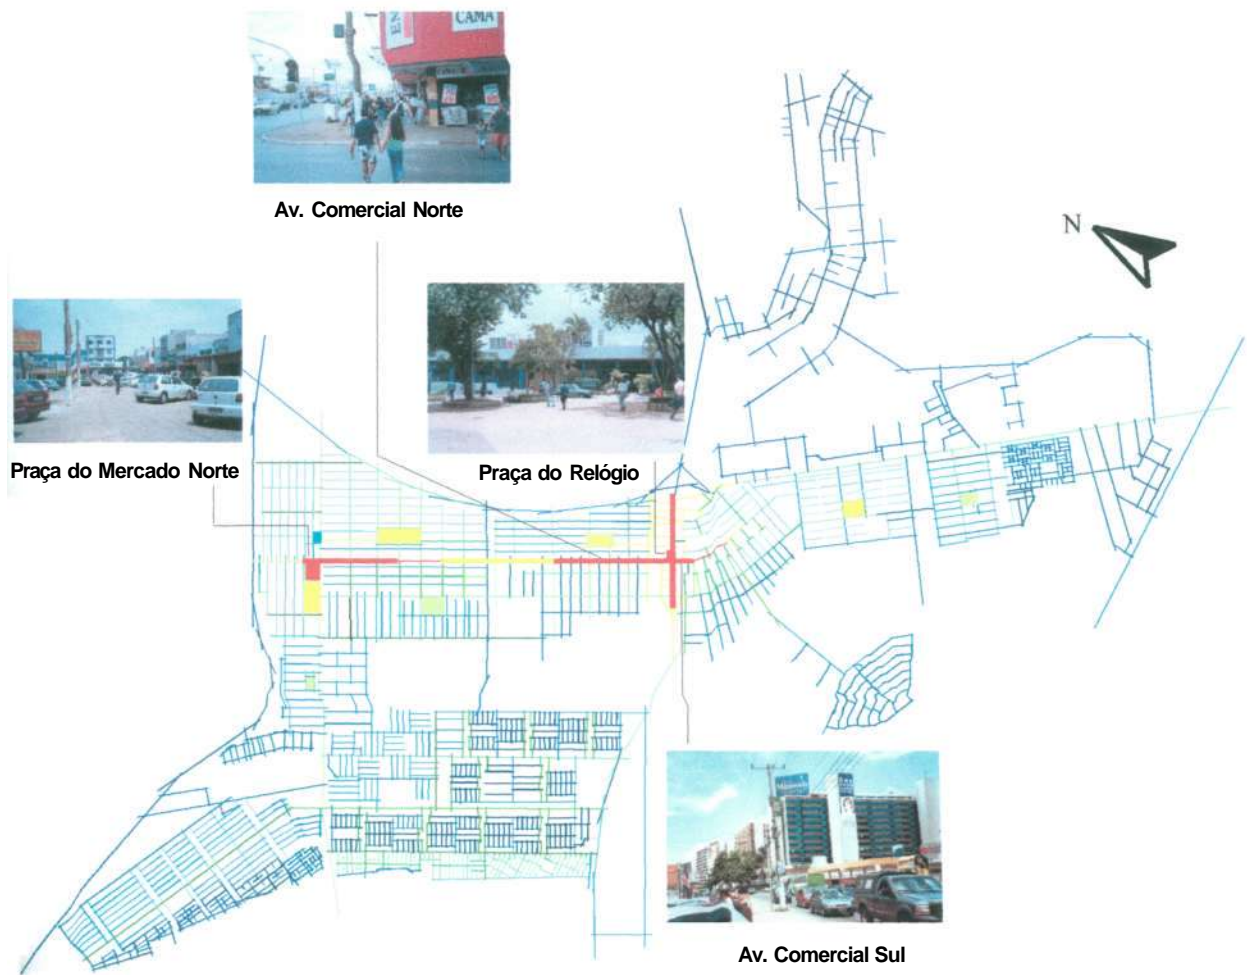 CAMA
Av. Comercial Norte
N
Praça do Mercado Norte
Praça do Relógio
Av. Comercial Sul